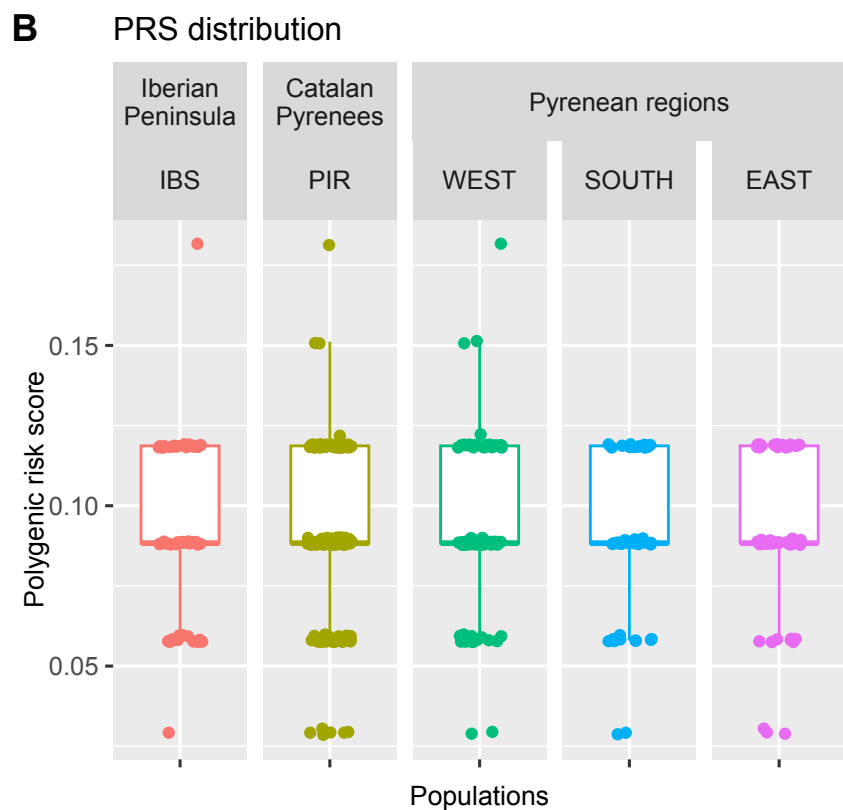 B PRS distribution
Iberian Peninsula
Catalan Pyrenees
Pyrenean regions
IBS
PIR
WEST
SOUTH
EAST
Polygenic risk score
0.15
0.10
0.05
Populations